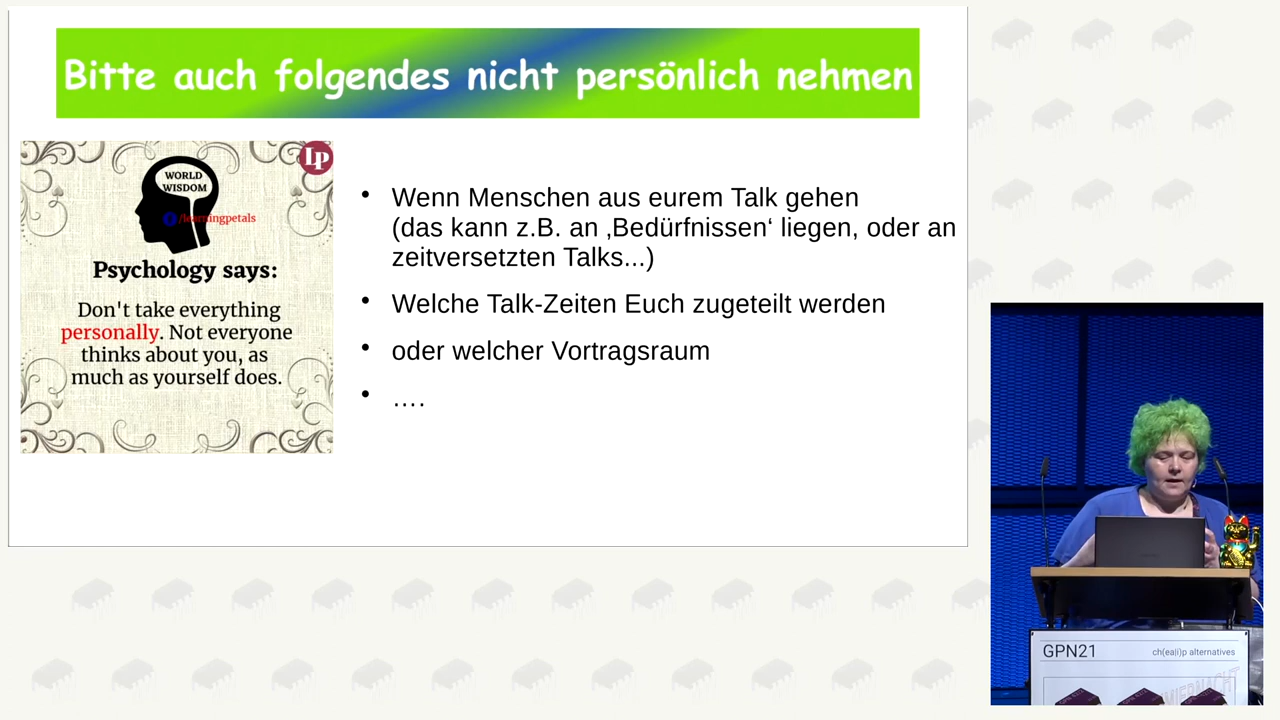 Bitte auch folgendes nicht persönlich nehmen
Lp
WORLD
WISDOM
/learningpetals
Psychology says:
Don't take everything
personally. Not everyone
thinks about you, as
much as yourself does.
• Wenn Menschen aus eurem Talk gehen
(das kann z.B. an ‚Bedürfnissen‘ liegen, oder an
zeitversetzten Talks...)
• Welche Talk-Zeiten Euch zugeteilt werden
• oder welcher Vortragsraum
• ….
GPN21
ch(ea|i)p alternatives